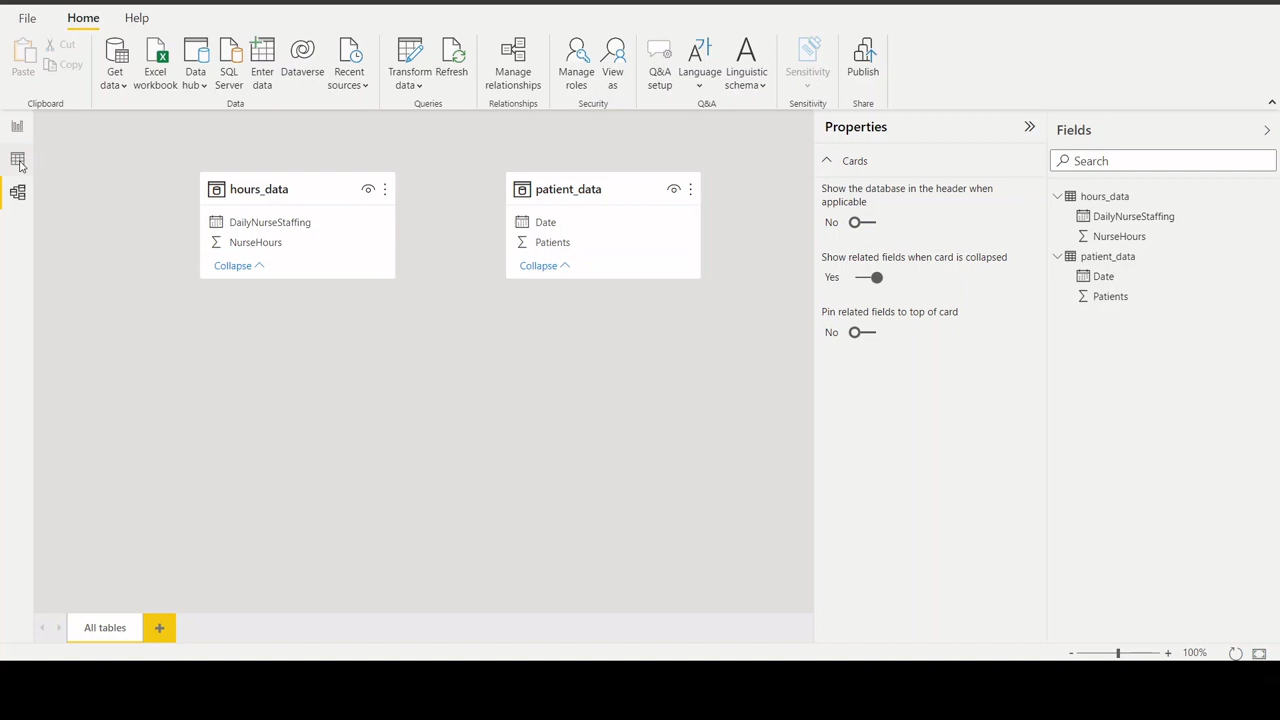 File Home Help
Paste
Cut
Copy
Get data
Excel workbook
Data hub
SQL Server
Enter data
Dataverse
Recent sources
Transform data
Refresh
Manage relationships
Manage roles
View as
Q&A setup
Language
Linguistic schema
Sensitivity
Publish
Clipboard Data Queries Relationships Security Q&A Sensitivity Share
hours_data
DailyNurseStaffing
NurseHours
Collapse
patient_data
Date
Patients
Collapse
Properties
Cards
Show the database in the header when
applicable
No
Show related fields when card is collapsed
Yes
Pin related fields to top of card
No
Fields
Search
hours_data
DailyNurseStaffing
NurseHours
patient_data
Date
Patients
All tables
- + 100%